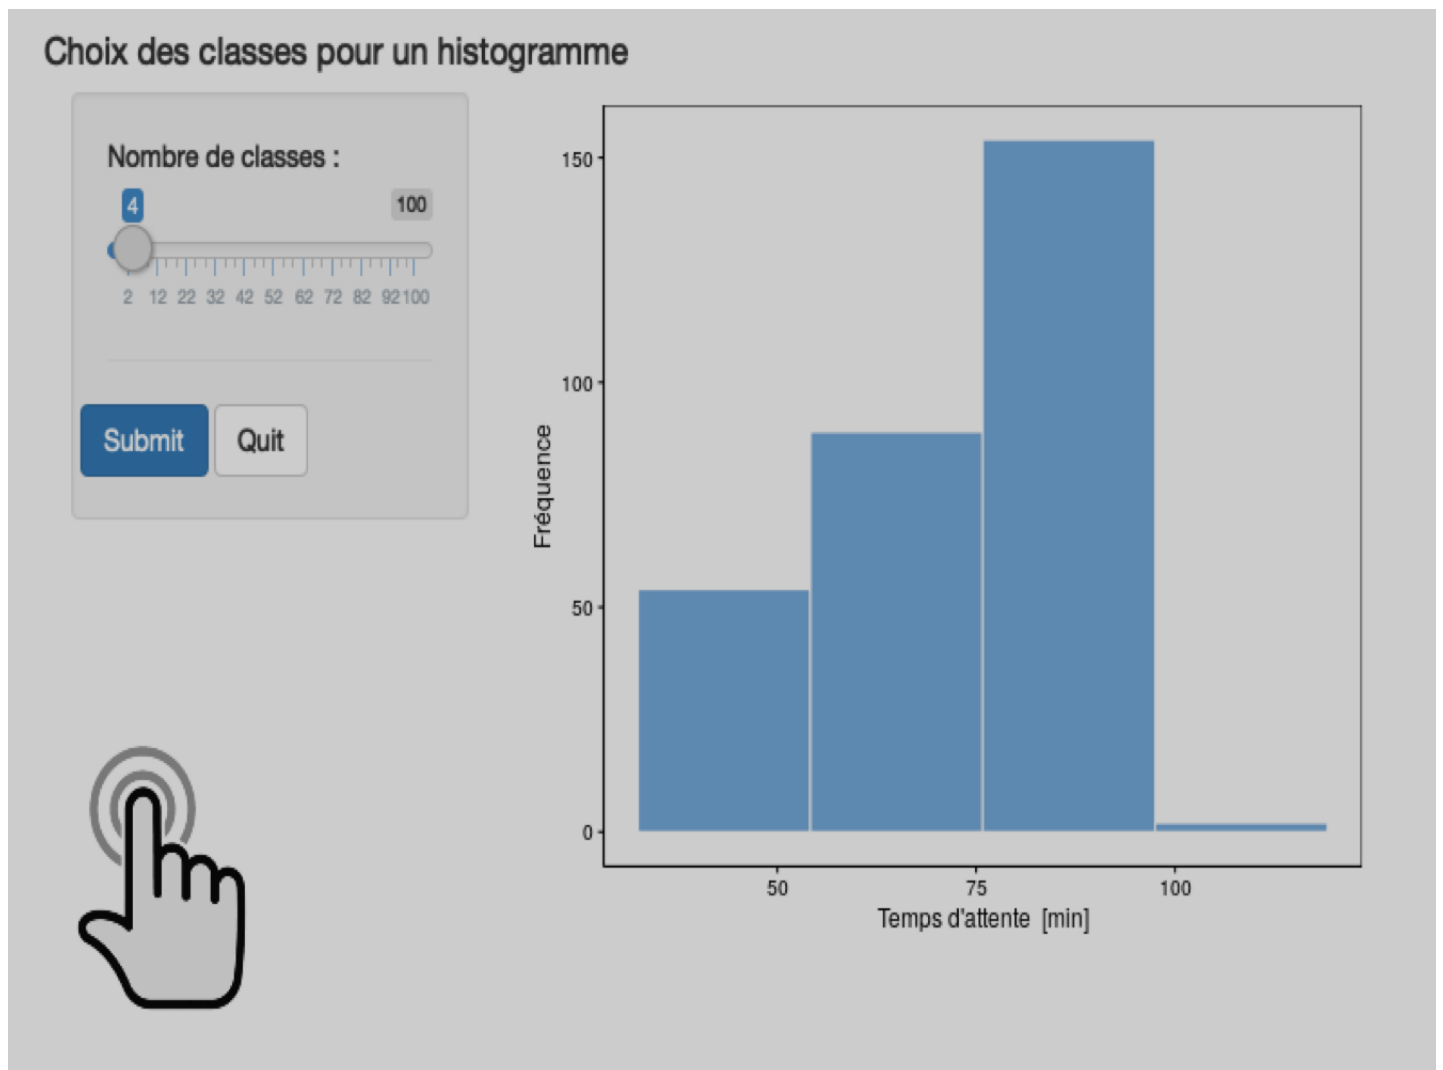 Choix des classes pour un histogramme
Nombre de classes :
4 100
2 12 22 32 42 52 62 72 82 92 100
Submit Quit
150
100
50
0
Fréquence
50 75 100
Temps d'attente [min]